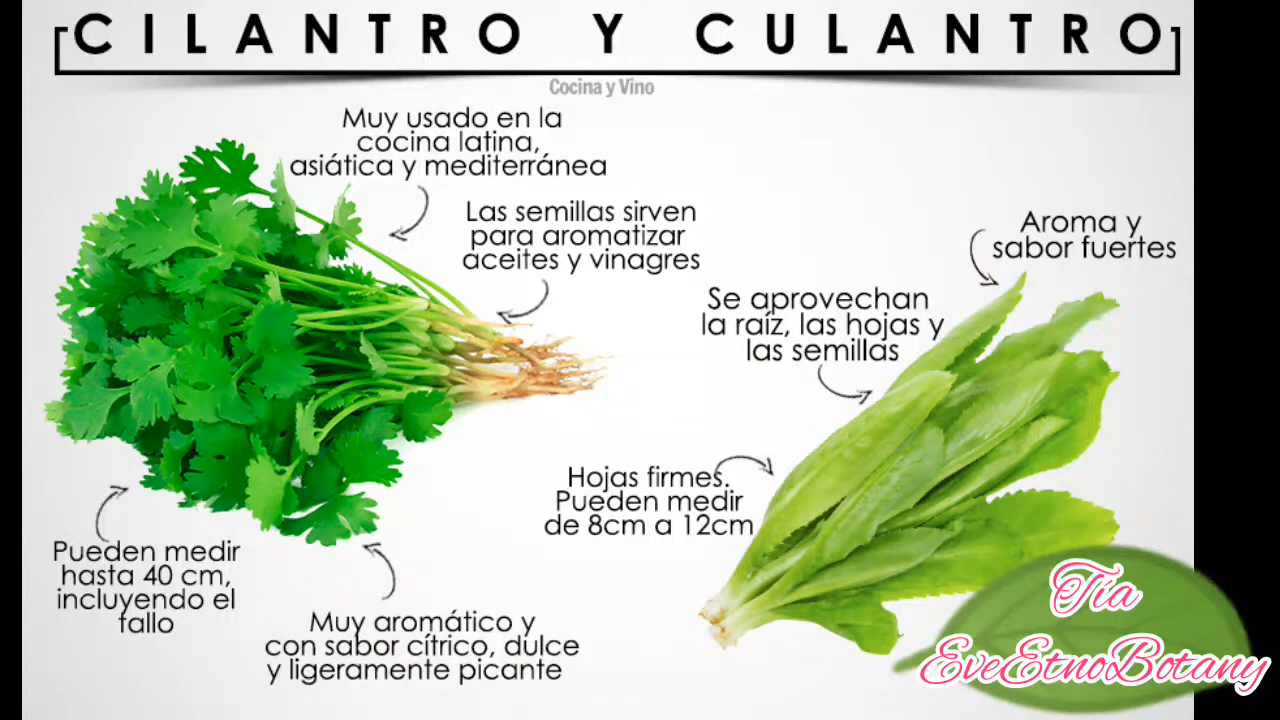 CILANTRO Y CULANTRO
Cocina y Vino
Muy usado en la
cocina latina,
asiática y mediterránea
Las semillas sirven
para aromatizar
aceites y vinagres
Aroma y
sabor fuertes
Se aprovechan
la raíz, las hojas y
las semillas
Hojas firmes.
Pueden medir
de 8cm a 12cm
Pueden medir
hasta 40 cm,
incluyendo el
fallo
Muy aromático y
con sabor cítrico, dulce
y ligeramente picante
Tía
EveEtnoBotany